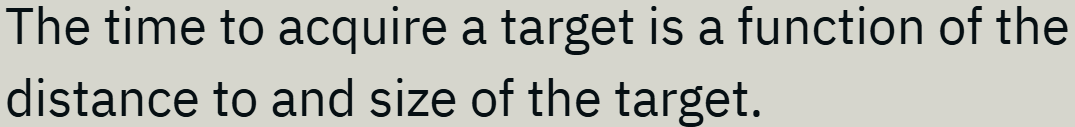 The time to acquire a target is a function of the
distance to and size of the target.